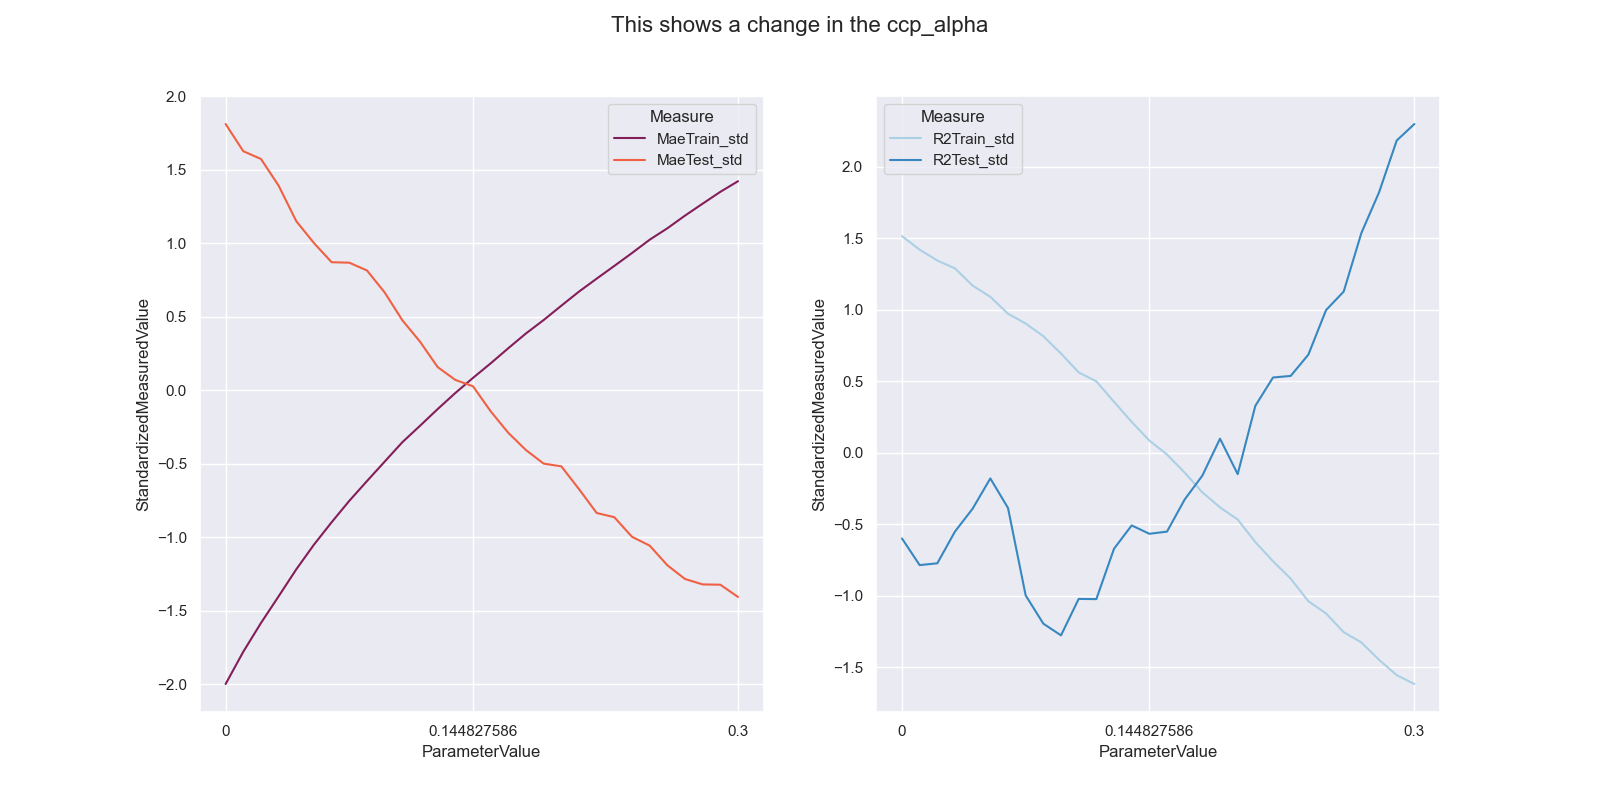 This shows a change in the ccp_alpha
2.0
1.5
1.0
0.5
0.0
−0.5
−1.0
−1.5
−2.0
StandardizedMeasuredValue
Measure
MaeTrain_std
MaeTest_std
0
0.144827586
0.3
ParameterValue
2.0
1.5
1.0
0.5
0.0
−0.5
−1.0
−1.5
StandardizedMeasuredValue
Measure
R2Train_std
R2Test_std
0
0.144827586
0.3
ParameterValue